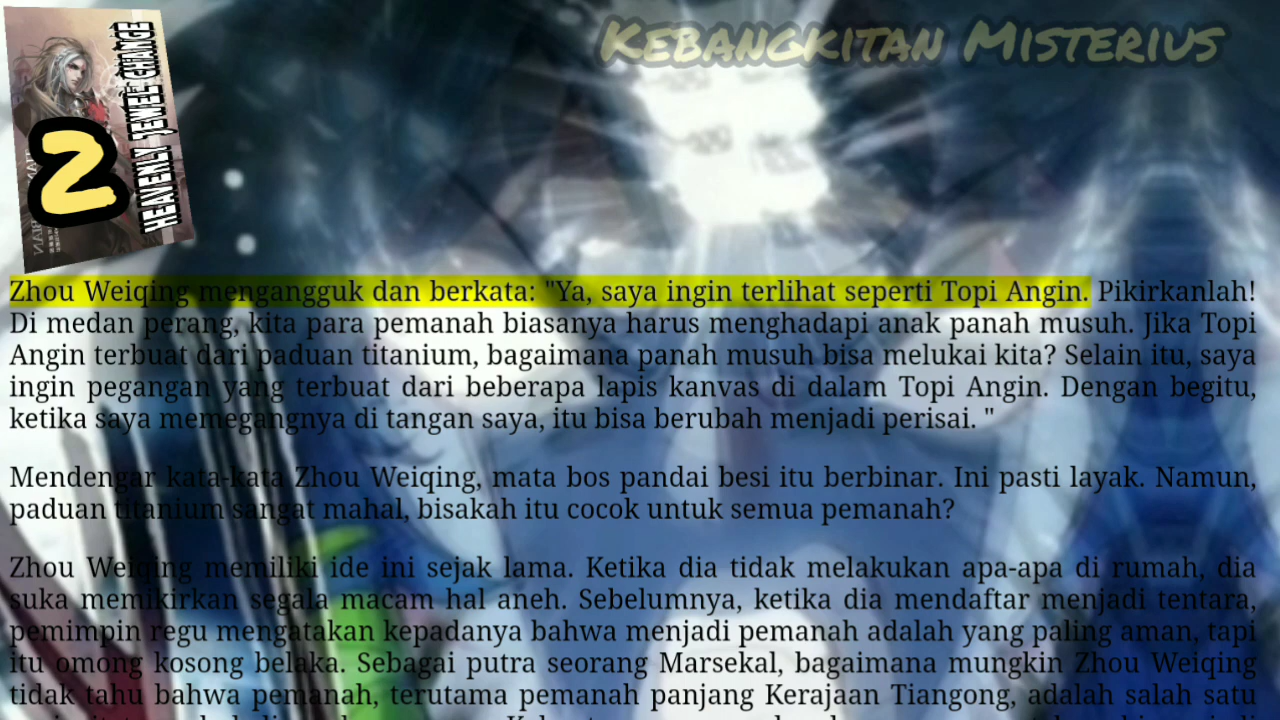 Kebangkitan Misterius
HEAVENLY JEWEL CHANGE
2
Zhou Weiqing mengangguk dan berkata: "Ya, saya ingin terlihat seperti Topi Angin. Pikirkanlah!
Di medan perang, kita para pemanah biasanya harus menghadapi anak panah musuh. Jika Topi
Angin terbuat dari paduan titanium, bagaimana panah musuh bisa melukai kita? Selain itu, saya
ingin pegangan yang terbuat dari beberapa lapis kanvas di dalam Topi Angin. Dengan begitu,
ketika saya memegangnya di tangan saya, itu bisa berubah menjadi perisai. "
Mendengar kata-kata Zhou Weiqing, mata bos pandai besi itu berbinar. Ini pasti layak. Namun,
paduan titanium sangat mahal, bisakah itu cocok untuk semua pemanah?
Zhou Weiqing memiliki ide ini sejak lama. Ketika dia tidak melakukan apa-apa di rumah, dia
suka memikirkan segala macam hal aneh. Sebelumnya, ketika dia mendaftar menjadi tentara,
pemimpin regu mengatakan kepadanya bahwa menjadi pemanah adalah yang paling aman, tapi
itu omong kosong belaka. Sebagai putra seorang Marsekal, bagaimana mungkin Zhou Weiqing
tidak tahu bahwa pemanah, terutama pemanah panjang Kerajaan Tiangong, adalah salah satu